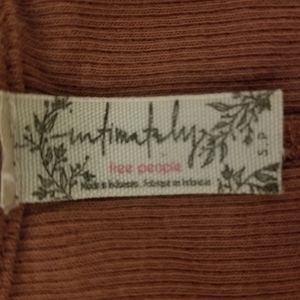 intimately
free people
Made in Indonesia. Fabriqué en Indonésie
S P